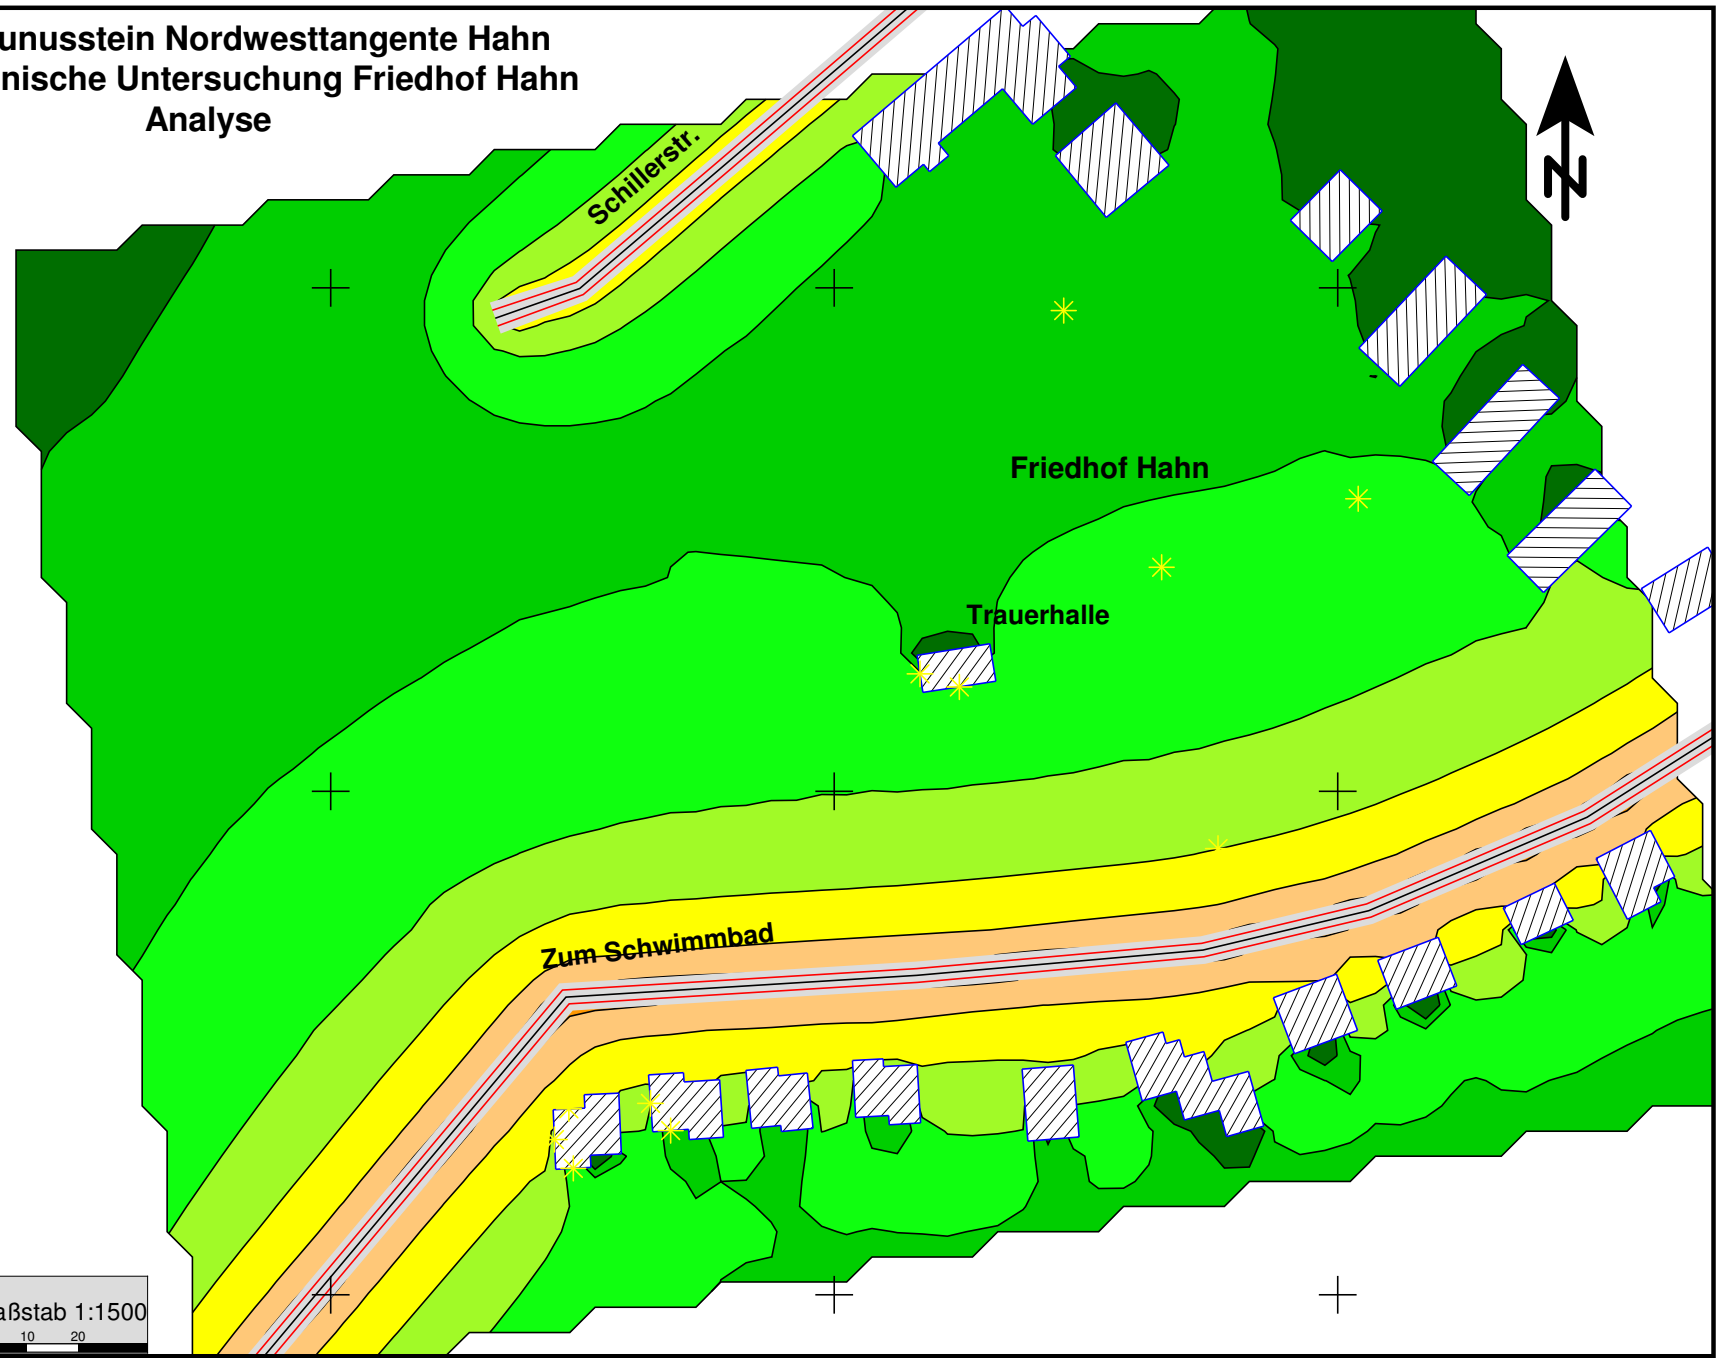 unusstein Nordwesttangente Hahn
nische Untersuchung Friedhof Hahn
Analyse
Schillerstr.
Friedhof Hahn
Trauerhalle
Zum Schwimmbad
aßstab 1:1500
10 20